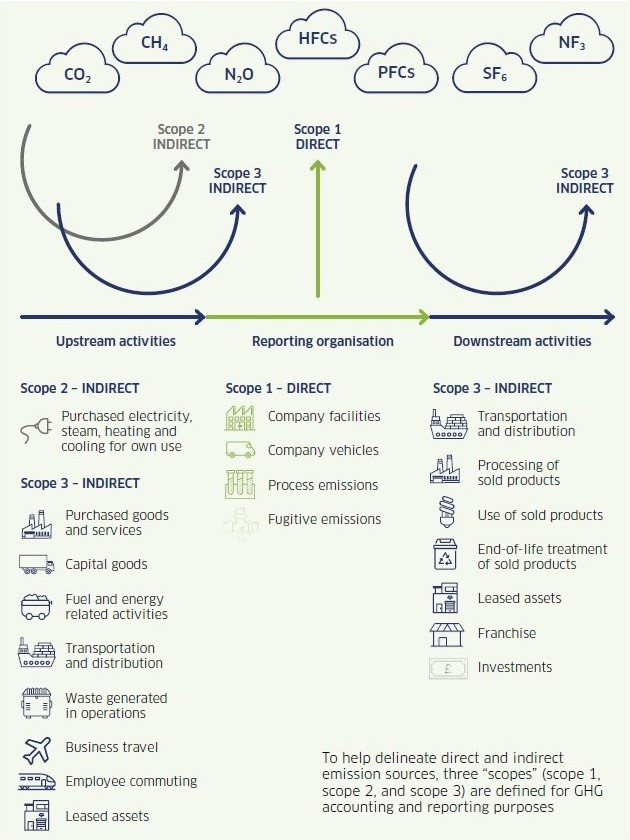 CO₂
CH₄
N₂O
HFCs
PFCs
SF₆
NF₃
Scope 2
INDIRECT
Scope 3
INDIRECT
Scope 1
DIRECT
Scope 3
INDIRECT
Upstream activities
Reporting organisation
Downstream activities
Scope 2 – INDIRECT
Purchased electricity,
steam, heating and
cooling for own use
Scope 3 – INDIRECT
Purchased goods
and services
Capital goods
Fuel and energy
related activities
Transportation
and distribution
Waste generated
in operations
Business travel
Employee commuting
Leased assets
Scope 1 – DIRECT
Company facilities
Company vehicles
Process emissions
Fugitive emissions
Scope 3 – INDIRECT
Transportation
and distribution
Processing of
sold products
Use of sold products
End-of-life treatment
of sold products
Leased assets
Franchise
£
Investments
To help delineate direct and indirect
emission sources, three “scopes” (scope 1,
scope 2, and scope 3) are defined for GHG
accounting and reporting purposes